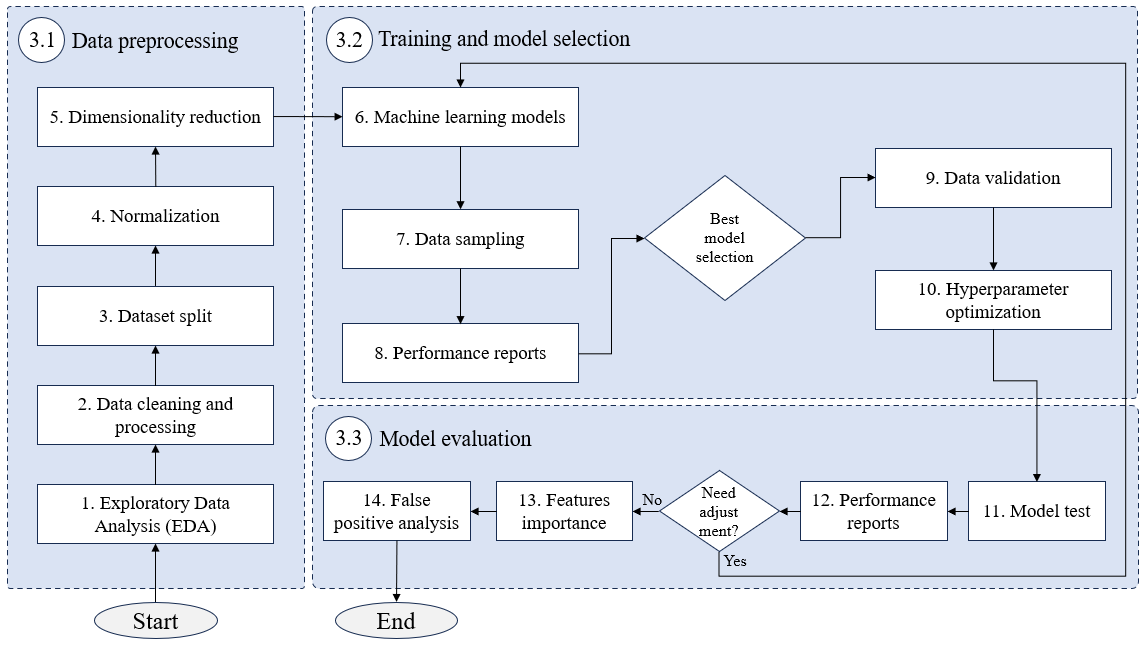 3.1 Data preprocessing
5. Dimensionality reduction
4. Normalization
3. Dataset split
2. Data cleaning and
processing
1. Exploratory Data
Analysis (EDA)
Start
3.2 Training and model selection
6. Machine learning models
7. Data sampling
8. Performance reports
Best
model
selection
9. Data validation
10. Hyperparameter
optimization
3.3 Model evaluation
14. False
positive analysis
13. Features
importance
No
Need
adjust
ment?
Yes
12. Performance
reports
11. Model test
End